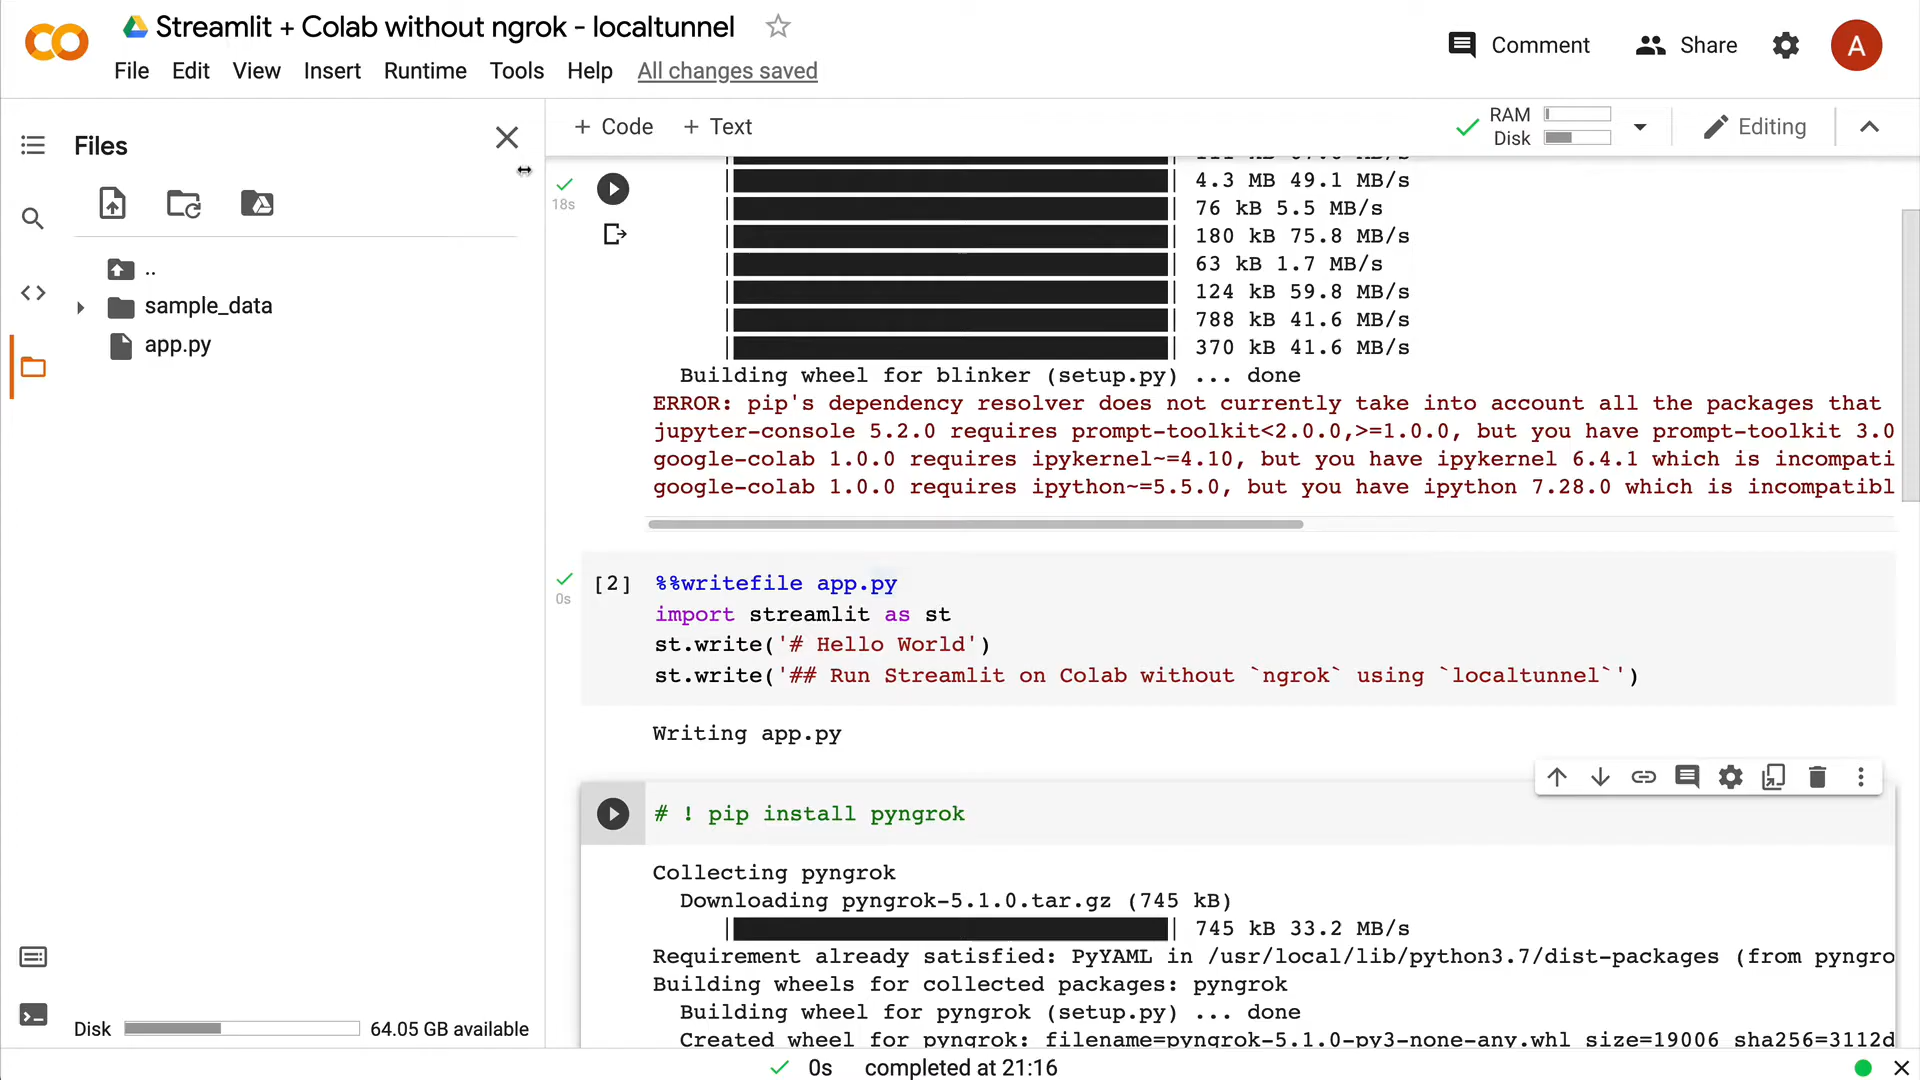 Streamlit + Colab without ngrok - localtunnel
File Edit View Insert Runtime Tools Help All changes saved
Comment Share A
Files
+ Code + Text
RAM
Disk
Editing
..
sample_data
app.py
Disk 64.05 GB available
18s
4.3 MB 49.1 MB/s
76 kB 5.5 MB/s
180 kB 75.8 MB/s
63 kB 1.7 MB/s
124 kB 59.8 MB/s
788 kB 41.6 MB/s
370 kB 41.6 MB/s
Building wheel for blinker (setup.py) ... done
ERROR: pip's dependency resolver does not currently take into account all the packages that
jupyter-console 5.2.0 requires prompt-toolkit<2.0.0,>=1.0.0, but you have prompt-toolkit 3.0
google-colab 1.0.0 requires ipykernel~=4.10, but you have ipykernel 6.4.1 which is incompati
google-colab 1.0.0 requires ipython~=5.5.0, but you have ipython 7.28.0 which is incompatibl
0s
[2] %%writefile app.py
import streamlit as st
st.write('# Hello World')
st.write('## Run Streamlit on Colab without `ngrok` using `localtunnel`')
Writing app.py
# ! pip install pyngrok
Collecting pyngrok
Downloading pyngrok-5.1.0.tar.gz (745 kB)
745 kB 33.2 MB/s
Requirement already satisfied: PyYAML in /usr/local/lib/python3.7/dist-packages (from pyngro
Building wheels for collected packages: pyngrok
Building wheel for pyngrok (setup.py) ... done
Created wheel for pyngrok: filename=pyngrok-5.1.0-py3-none-any.whl size=19006 sha256=3112d
0s completed at 21:16